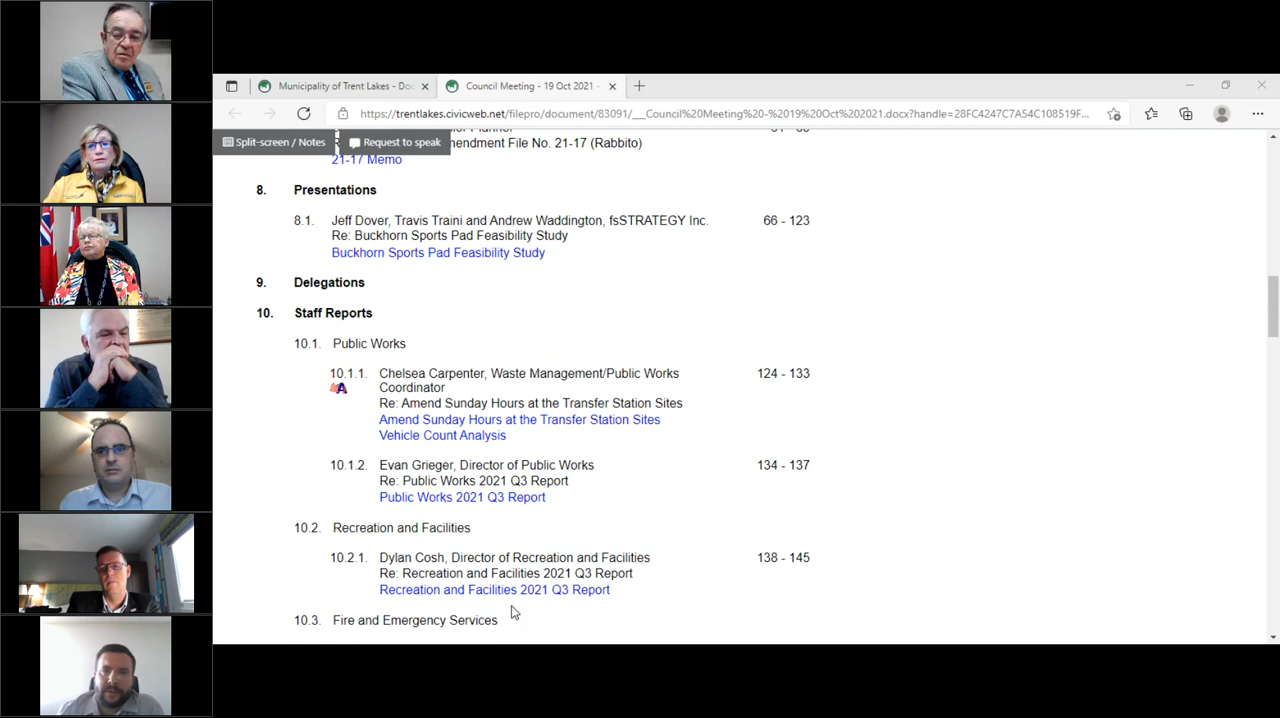 Municipality of Trent Lakes - Doc
Council Meeting - 19 Oct 2021 -
https://trentlakes.civicweb.net/filepro/document/83091/___Council%20Meeting%20-%2019%20Oct%202021.docx?handle=28FC4247C7A54C108519F...
Split-screen / Notes
Request to speak
Planner
mendment File No. 21-17 (Rabbito)
21-17 Memo
8. Presentations
8.1. Jeff Dover, Travis Traini and Andrew Waddington, fsSTRATEGY Inc. 66 - 123
Re: Buckhorn Sports Pad Feasibility Study
Buckhorn Sports Pad Feasibility Study
9. Delegations
10. Staff Reports
10.1. Public Works
10.1.1. Chelsea Carpenter, Waste Management/Public Works 124 - 133
Coordinator
Re: Amend Sunday Hours at the Transfer Station Sites
Amend Sunday Hours at the Transfer Station Sites
Vehicle Count Analysis
10.1.2. Evan Grieger, Director of Public Works 134 - 137
Re: Public Works 2021 Q3 Report
Public Works 2021 Q3 Report
10.2. Recreation and Facilities
10.2.1. Dylan Cosh, Director of Recreation and Facilities 138 - 145
Re: Recreation and Facilities 2021 Q3 Report
Recreation and Facilities 2021 Q3 Report
10.3. Fire and Emergency Services